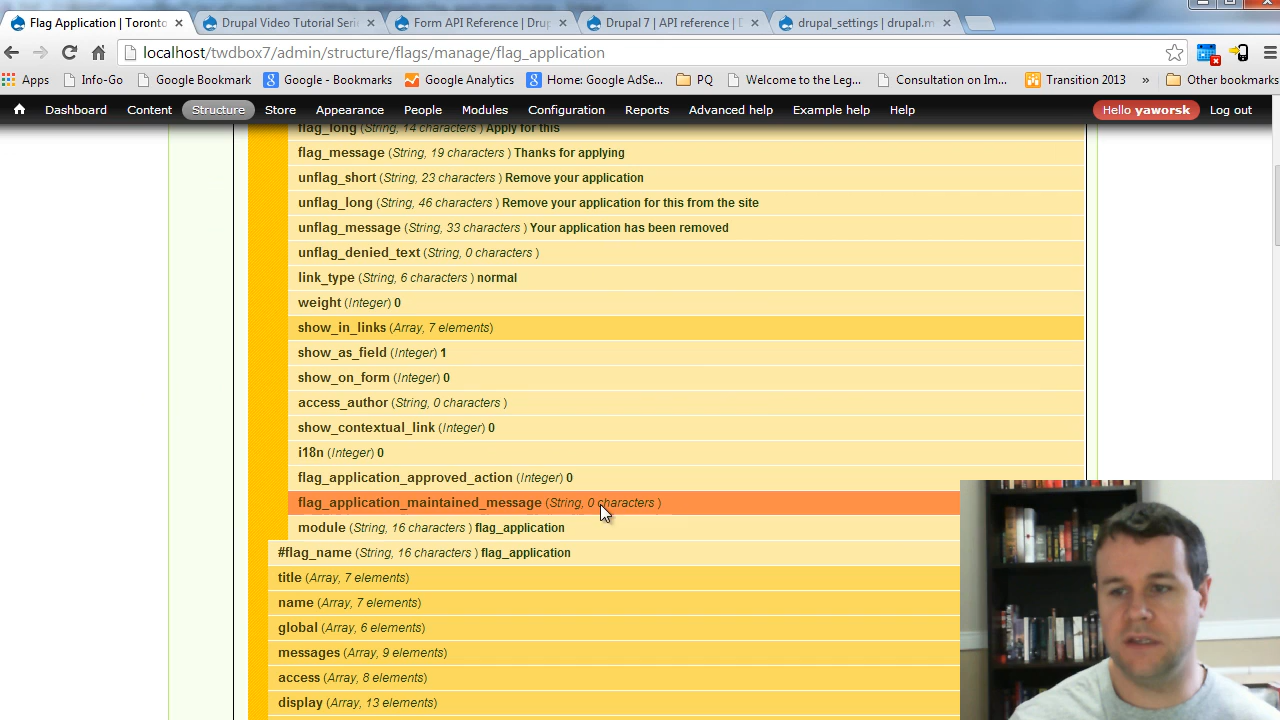 Flag Application | Toronto
Drupal Video Tutorial Seri
Form API Reference | Drup
Drupal 7 | API reference | D
drupal_settings | drupal.m
localhost/twdbox7/admin/structure/flags/manage/flag_application
Apps
Info-Go
Google Bookmark
Google - Bookmarks
Google Analytics
Home: Google AdSe...
PQ
Welcome to the Leg...
Consultation on Im...
Transition 2013
»
Other bookmarks
Dashboard
Content
Structure
Store
Appearance
People
Modules
Configuration
Reports
Advanced help
Example help
Help
Hello yaworsk
Log out
flag_long (String, 14 characters ) Apply for this
flag_message (String, 19 characters ) Thanks for applying
unflag_short (String, 23 characters ) Remove your application
unflag_long (String, 46 characters ) Remove your application for this from the site
unflag_message (String, 33 characters ) Your application has been removed
unflag_denied_text (String, 0 characters )
link_type (String, 6 characters ) normal
weight (Integer) 0
show_in_links (Array, 7 elements)
show_as_field (Integer) 1
show_on_form (Integer) 0
access_author (String, 0 characters )
show_contextual_link (Integer) 0
i18n (Integer) 0
flag_application_approved_action (Integer) 0
flag_application_maintained_message (String, 0 characters )
module (String, 16 characters ) flag_application
#flag_name (String, 16 characters ) flag_application
title (Array, 7 elements)
name (Array, 7 elements)
global (Array, 6 elements)
messages (Array, 9 elements)
access (Array, 8 elements)
display (Array, 13 elements)